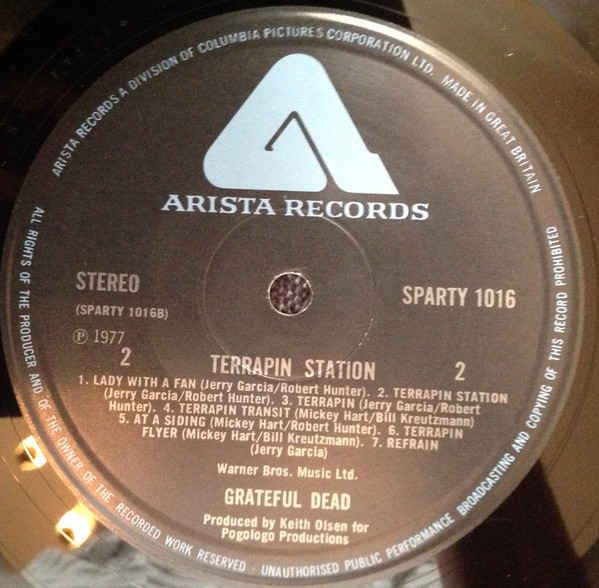 ARISTA RECORDS A DIVISION OF COLUMBIA PICTURES CORPORATION LTD. MADE IN GREAT BRITAIN
ARISTA RECORDS
STEREO
SPARTY 1016
(SPARTY 1016B)
Ⓟ 1977
2
TERRAPIN STATION
2
1. LADY WITH A FAN (Jerry Garcia/Robert Hunter). 2. TERRAPIN STATION
(Jerry Garcia/Robert Hunter). 3. TERRAPIN (Jerry Garcia/Robert
Hunter). 4. TERRAPIN TRANSIT (Mickey Hart/Bill Kreutzmann)
5. AT A SIDING (Mickey Hart/Robert Hunter). 6. TERRAPIN
FLYER (Mickey Hart/Bill Kreutzmann). 7. REFRAIN
(Jerry Garcia)
Warner Bros. Music Ltd.
GRATEFUL DEAD
Produced by Keith Olsen for
Pogologo Productions
ALL RIGHTS OF THE PRODUCER AND OF THE OWNER OF THE RECORDED WORK RESERVED · UNAUTHORISED PUBLIC PERFORMANCE BROADCASTING AND COPYING OF THIS RECORD PROHIBITED